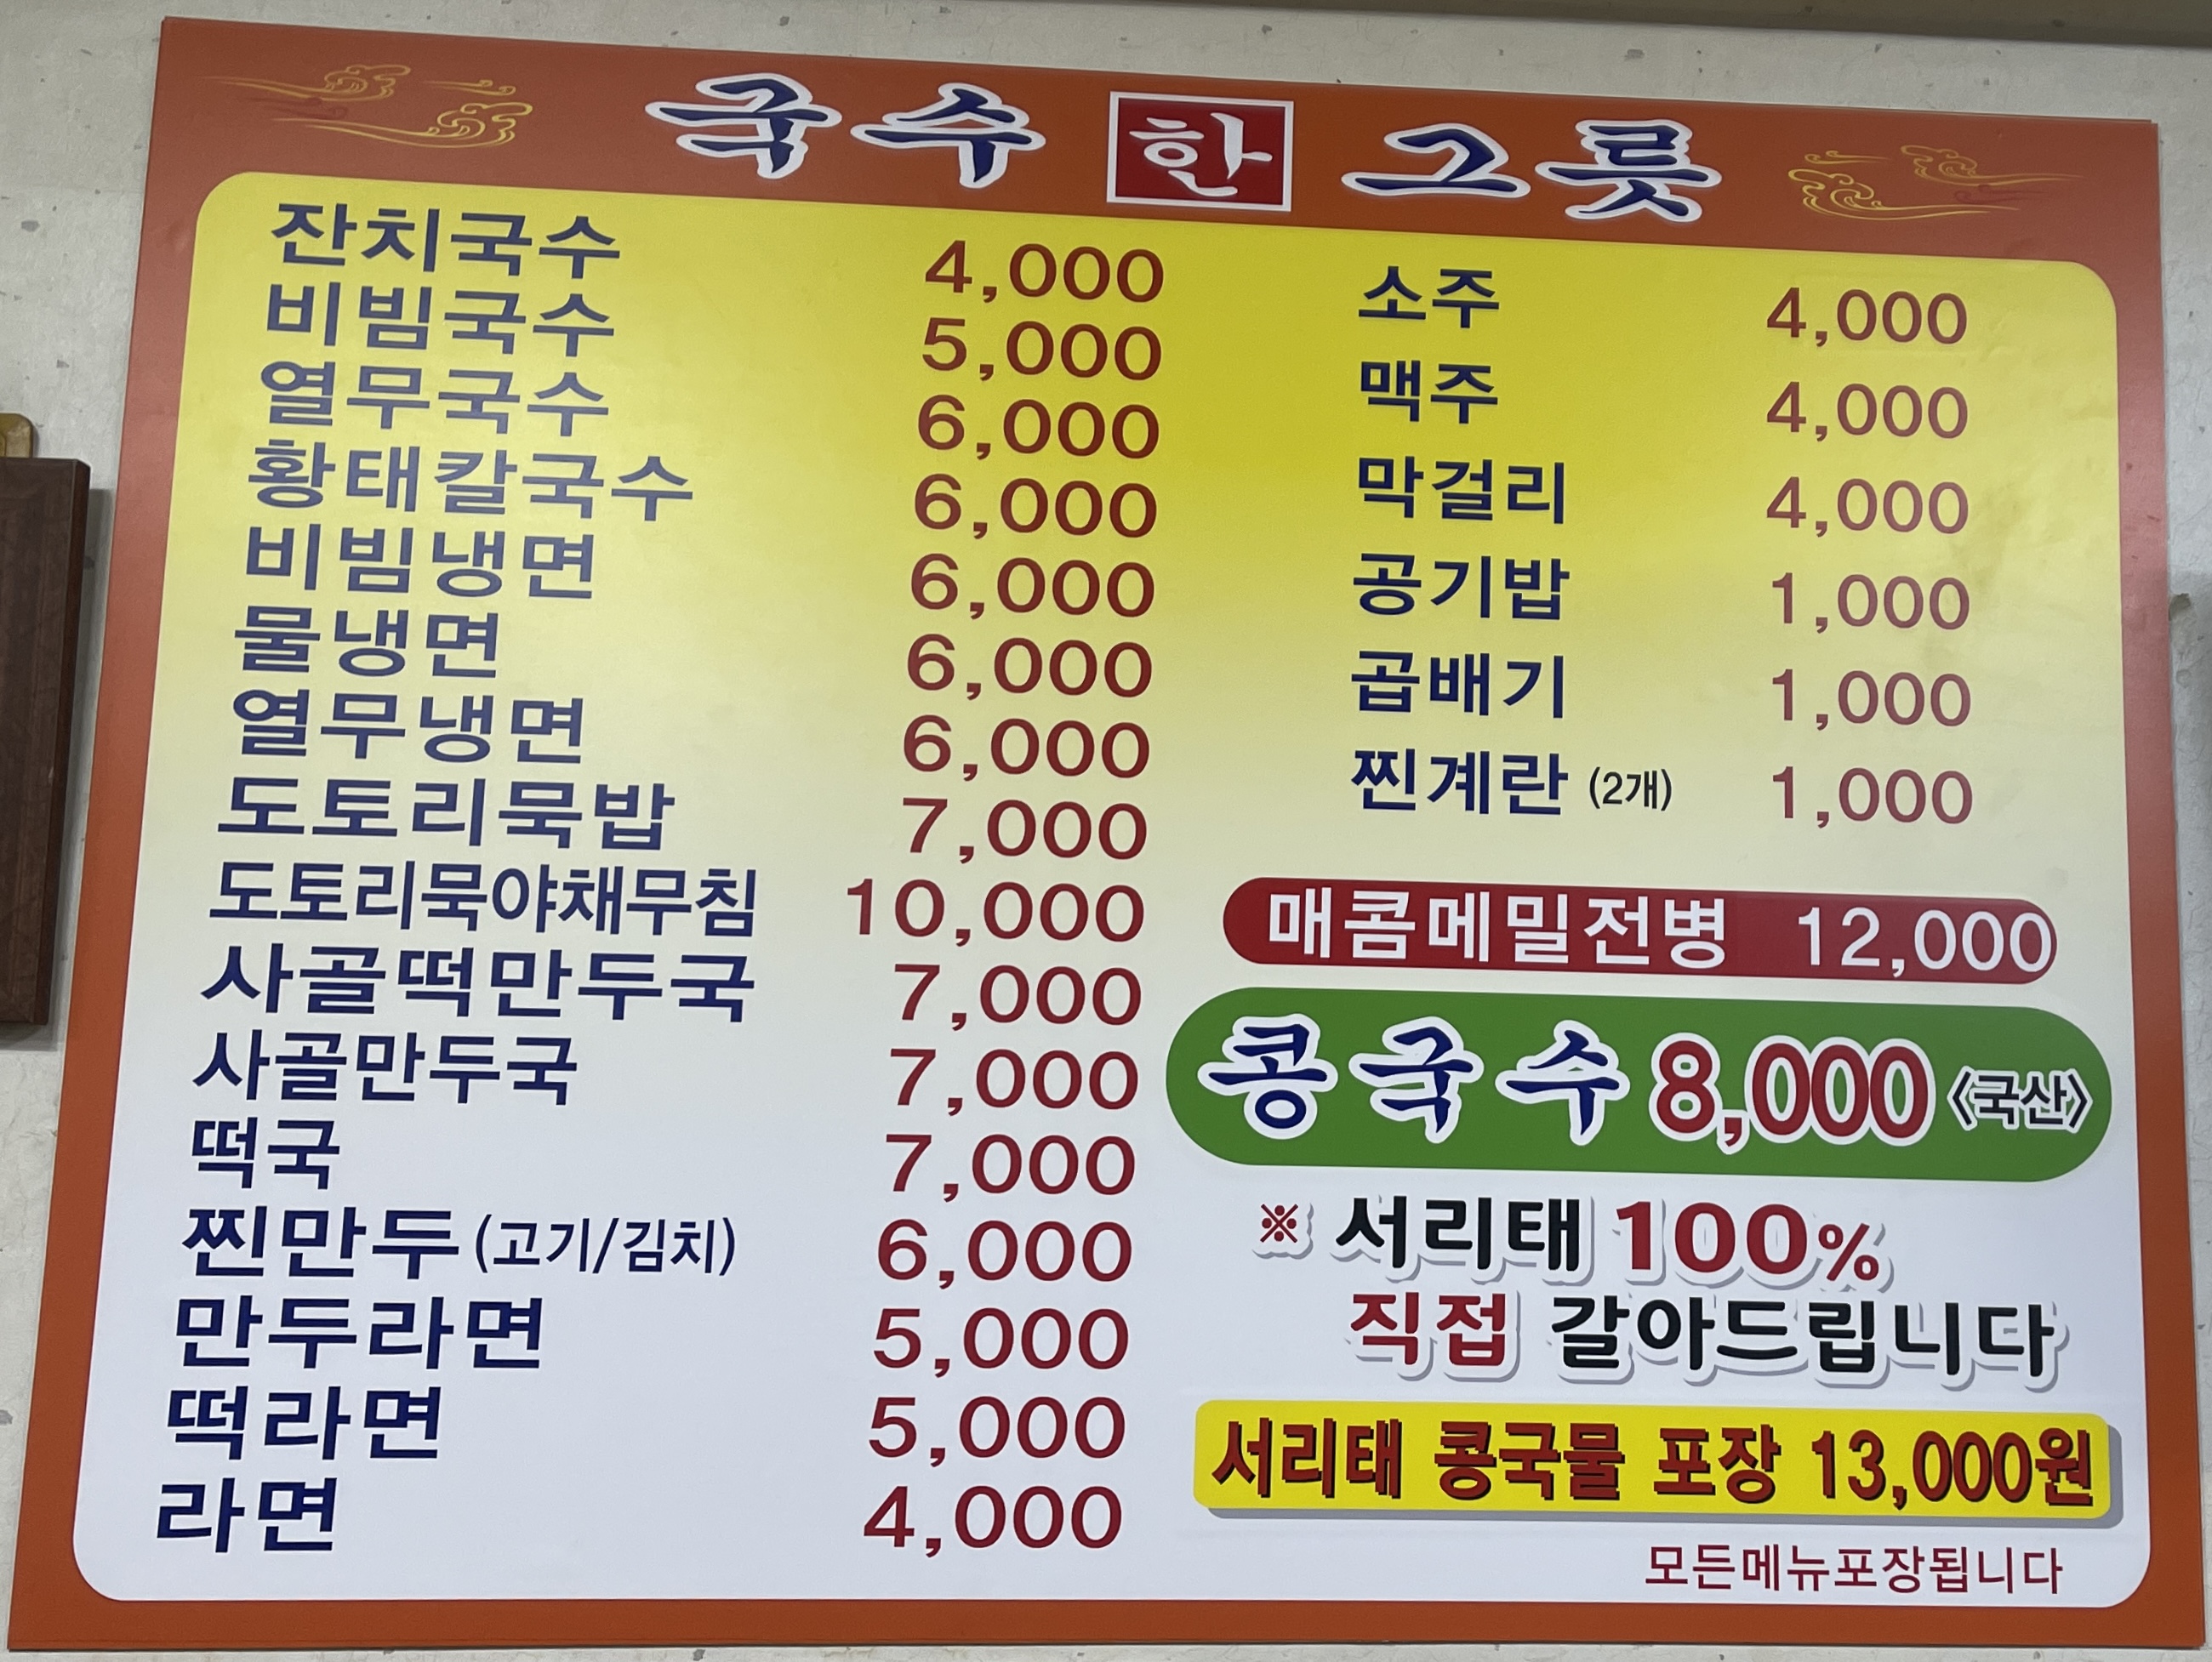 국수 한 그릇
잔치국수 4,000
비빔국수 5,000
열무국수 6,000
황태칼국수 6,000
비빔냉면 6,000
물냉면 6,000
열무냉면 6,000
도토리묵밥 7,000
도토리묵야채무침 10,000
사골떡만두국 7,000
사골만두국 7,000
떡국 7,000
찐만두 (고기/김치) 6,000
만두라면 5,000
떡라면 5,000
라면 4,000
소주 4,000
맥주 4,000
막걸리 4,000
공기밥 1,000
곱배기 1,000
찐계란 (2개) 1,000
매콤메밀전병 12,000
콩국수 8,000 〈국산〉
※ 서리태 100%
직접 갈아드립니다
서리태 콩국물 포장 13,000원
모든메뉴포장됩니다